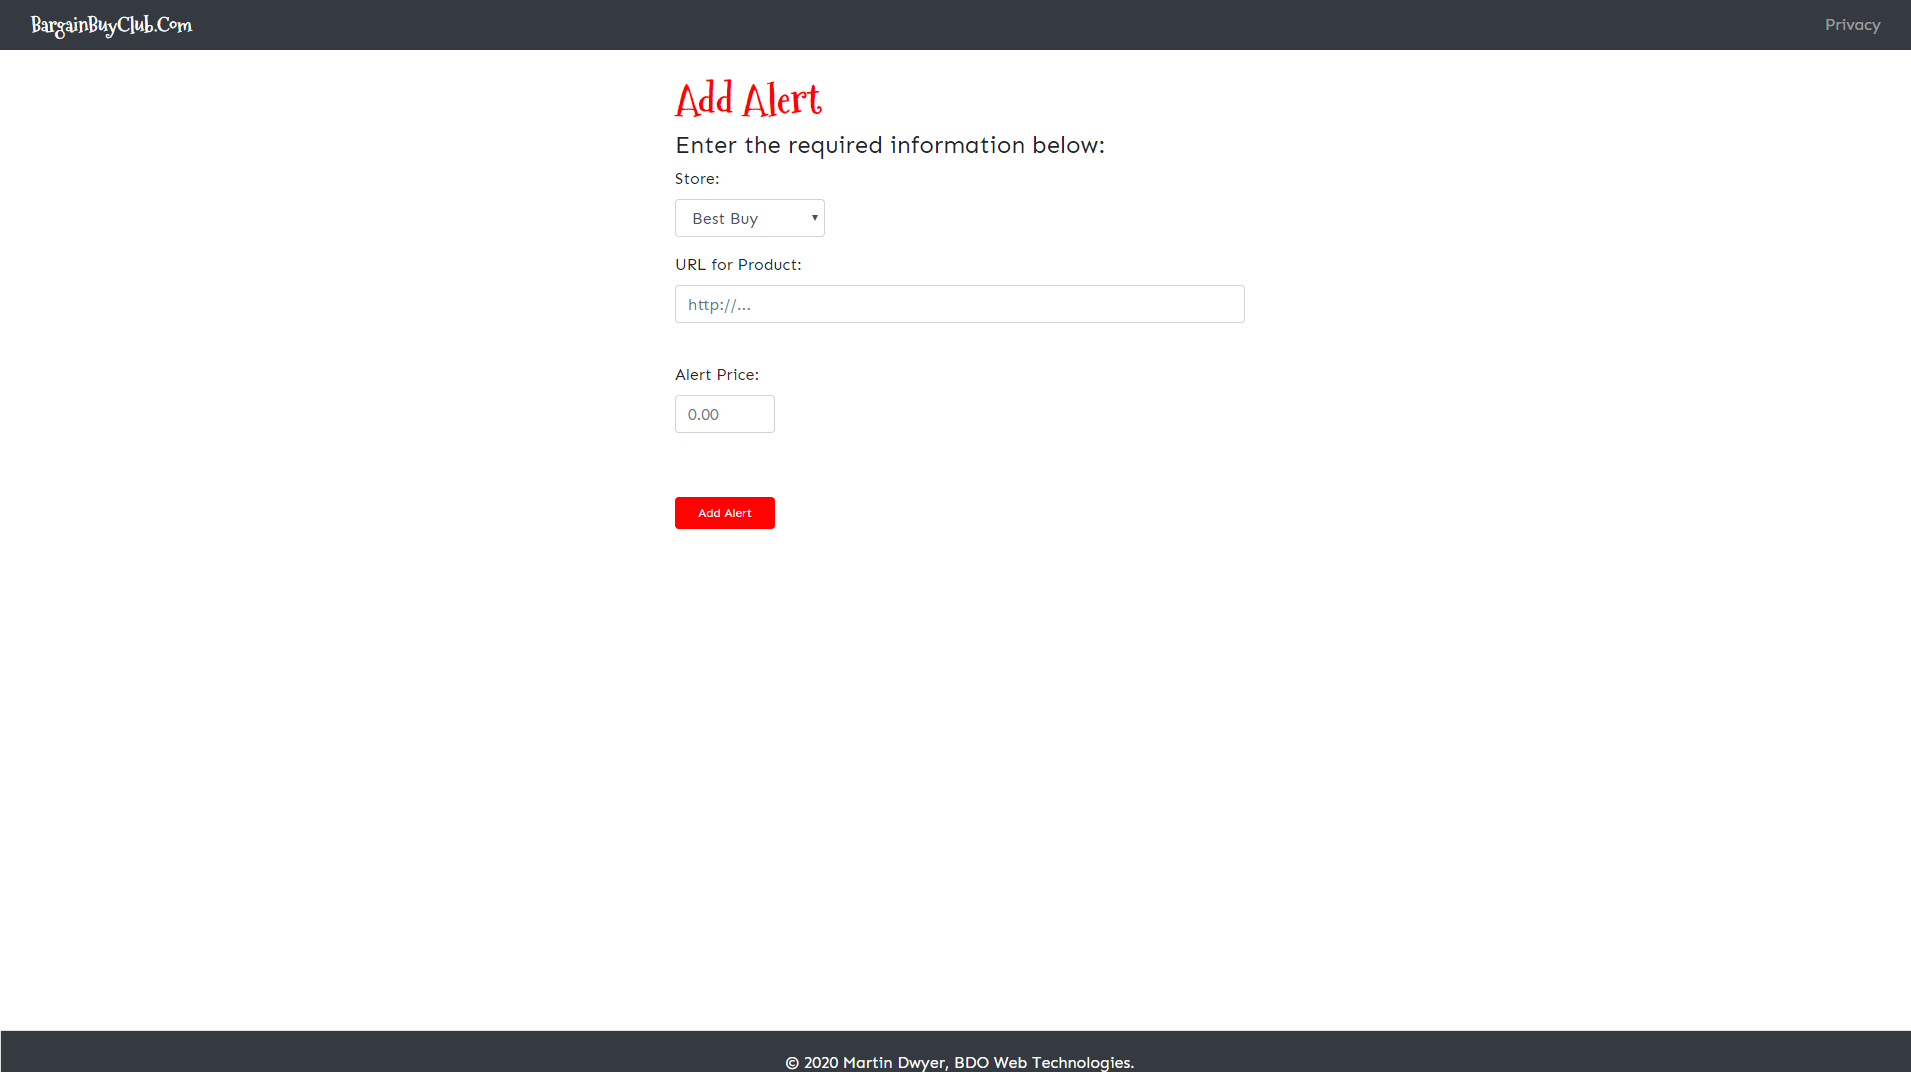 BargainBuyClub.Com
Privacy
Add Alert
Enter the required information below:
Store:
Best Buy
URL for Product:
http://...
Alert Price:
0.00
Add Alert
© 2020 Martin Dwyer, BDO Web Technologies.